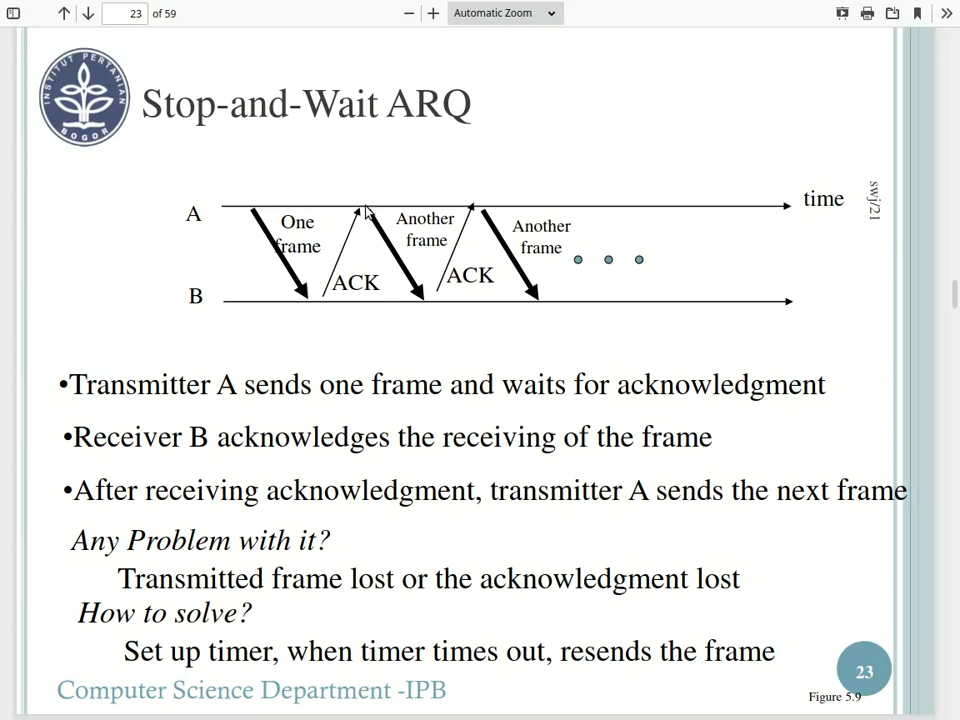 23 of 59
Automatic Zoom
INSTITUT PERTANIAN
BOGOR
Stop-and-Wait ARQ
swj/21
A
time
One
frame
Another
frame
Another
frame
ACK
ACK
B
•Transmitter A sends one frame and waits for acknowledgment
•Receiver B acknowledges the receiving of the frame
•After receiving acknowledgment, transmitter A sends the next frame
Any Problem with it?
Transmitted frame lost or the acknowledgment lost
How to solve?
Set up timer, when timer times out, resends the frame
23
Computer Science Department -IPB
Figure 5.9